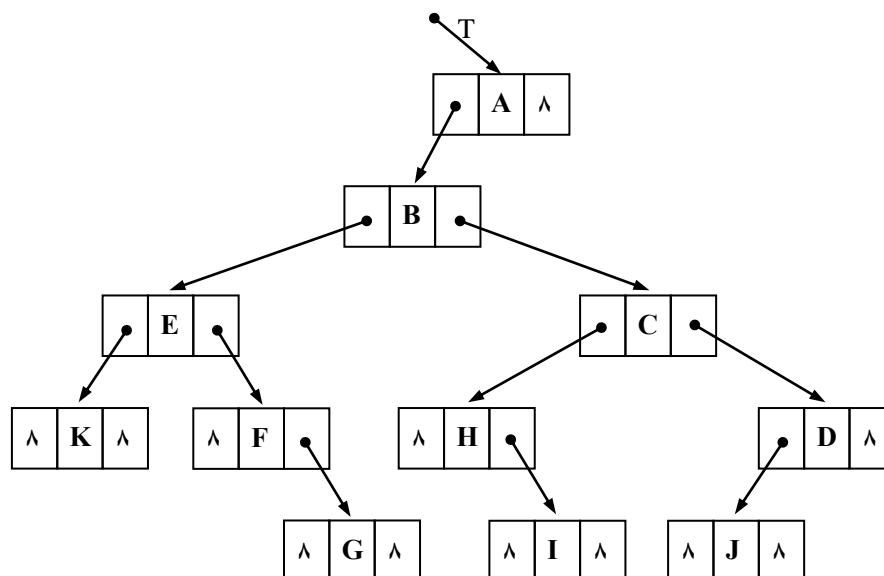 T
A ∧
B
E C
∧ K ∧ ∧ F ∧ H D ∧
∧ G ∧ ∧ I ∧ ∧ J ∧